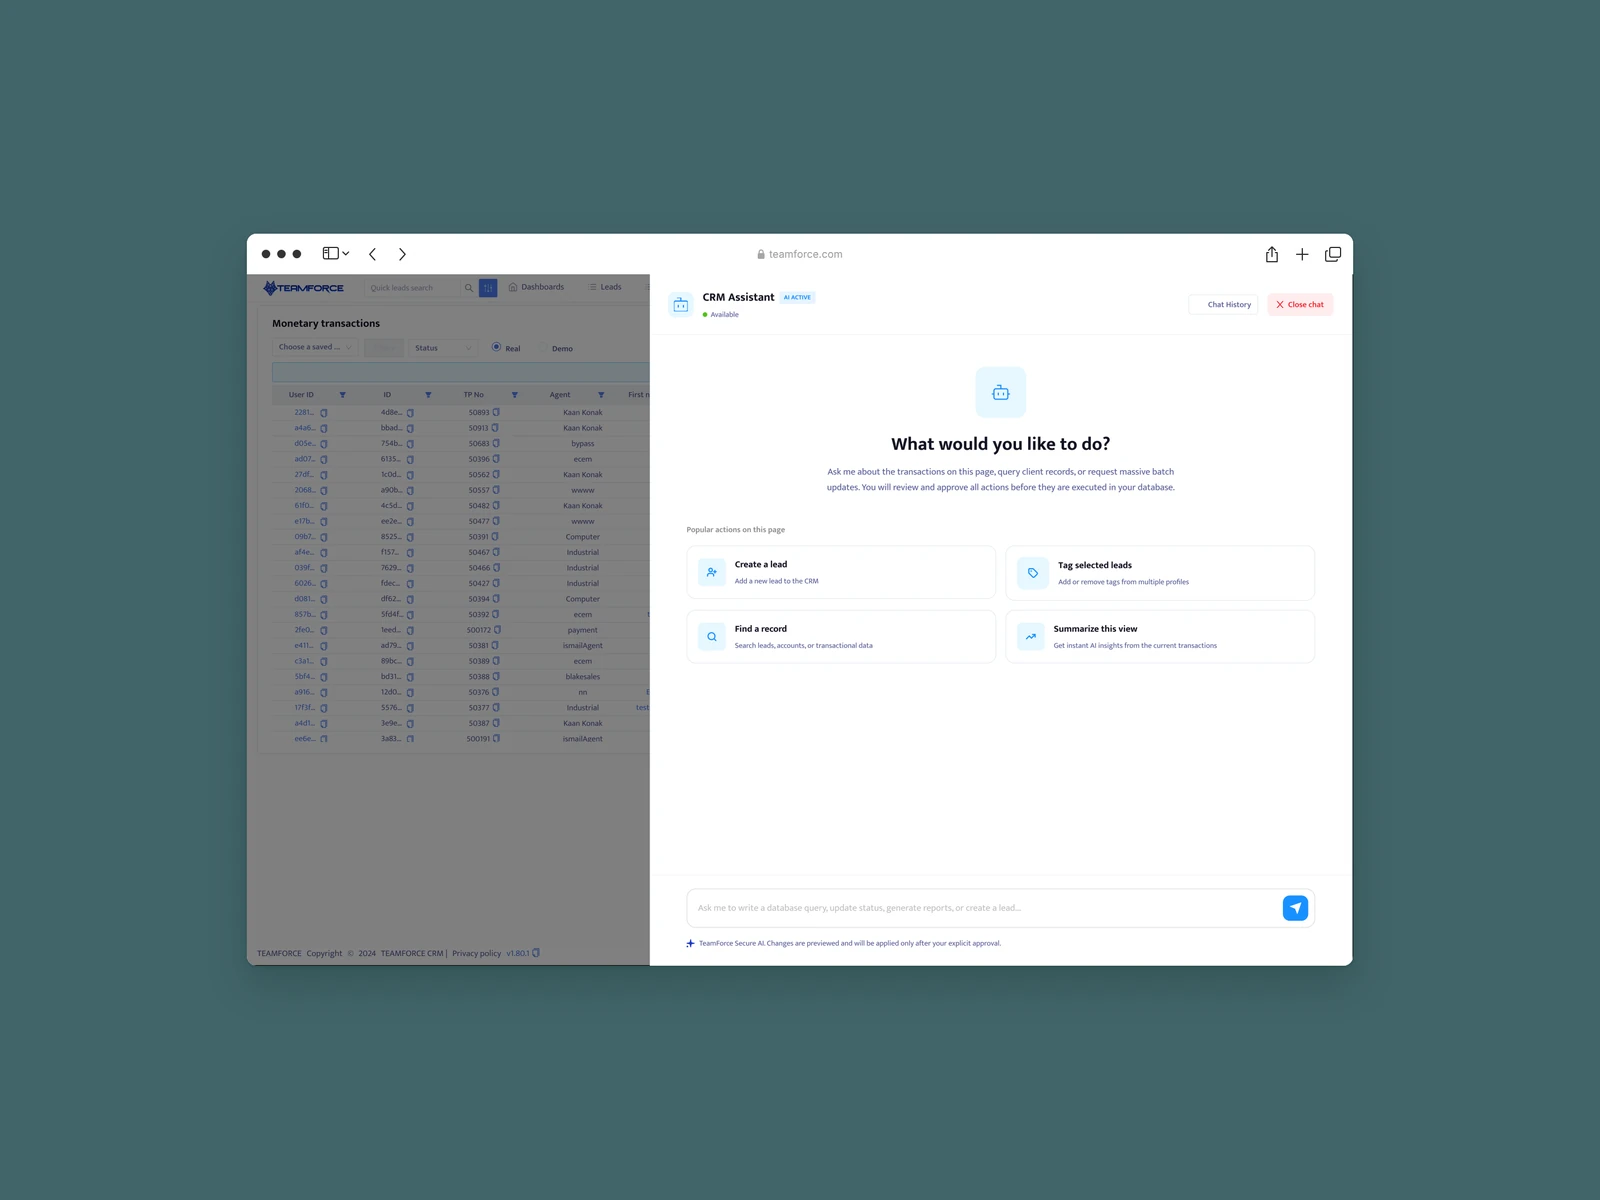 teamforce.com
TEAMFORCE
Quick leads search
Dashboards
Leads
Monetary transactions
Choose a saved ...
Status
Real
Demo
User ID ID TP No Agent First n
2281... 4d8e... 50893 Kaan Konak
a4a6... bbad... 50913 Kaan Konak
d05e... 754b... 50683 bypass
ad07... 6135... 50396 ecem
27df... 1c0d... 50562 Kaan Konak
2068... a90b... 50557 wwww
61f0... 4c5d... 50482 Kaan Konak
e17b... ee2e... 50477 wwww
09b7... 8525... 50391 Computer
af4e... f157... 50467 Industrial
039f... 7629... 50466 Industrial
6026... fdec... 50427 Industrial
d081... df62... 50394 Computer
857b... 5fd4f... 50392 ecem
2fe0... 1eed... 500172 payment
e411... ad79... 50381 ismailAgent
c3a1... 89bc... 50389 ecem
5bf4... bd31... 50388 blakesales
a916... 12d0... 50376 nn
17f3f... 5576... 50377 Industrial test
a4d1... 3e9e... 50387 Kaan Konak
ee6e... 3a83... 500191 ismailAgent
TEAMFORCE Copyright © 2024 TEAMFORCE CRM | Privacy policy v1.80.1
CRM Assistant AI ACTIVE
Available
Chat History
Close chat
What would you like to do?
Ask me about the transactions on this page, query client records, or request massive batch
updates. You will review and approve all actions before they are executed in your database.
Popular actions on this page
Create a lead
Add a new lead to the CRM
Tag selected leads
Add or remove tags from multiple profiles
Find a record
Search leads, accounts, or transactional data
Summarize this view
Get instant AI insights from the current transactions
Ask me to write a database query, update status, generate reports, or create a lead...
TeamForce Secure AI. Changes are previewed and will be applied only after your explicit approval.